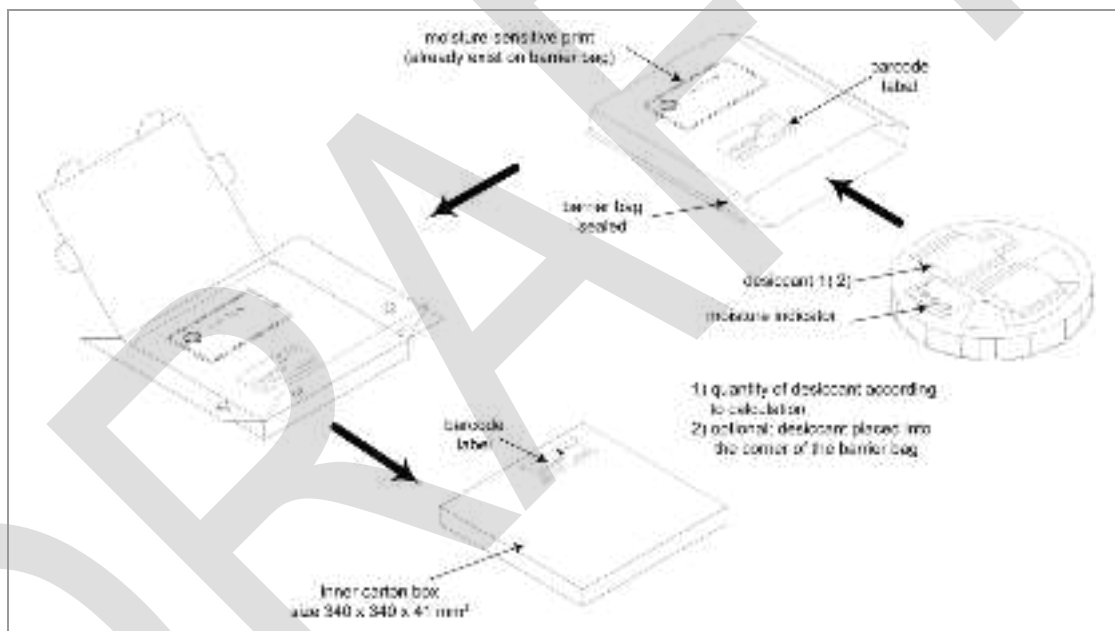 moisture-sensitive print
(already exist on barrier bag)
barcode
label
barrier bag
sealed
desiccant 1) 2)
moisture indicator
1) quantity of desiccant according
to calculation
2) optional: desiccant placed into
the corner of the barrier bag
barcode
label
Inner carton box
size 340 x 340 x 41 mm³
DRAFT